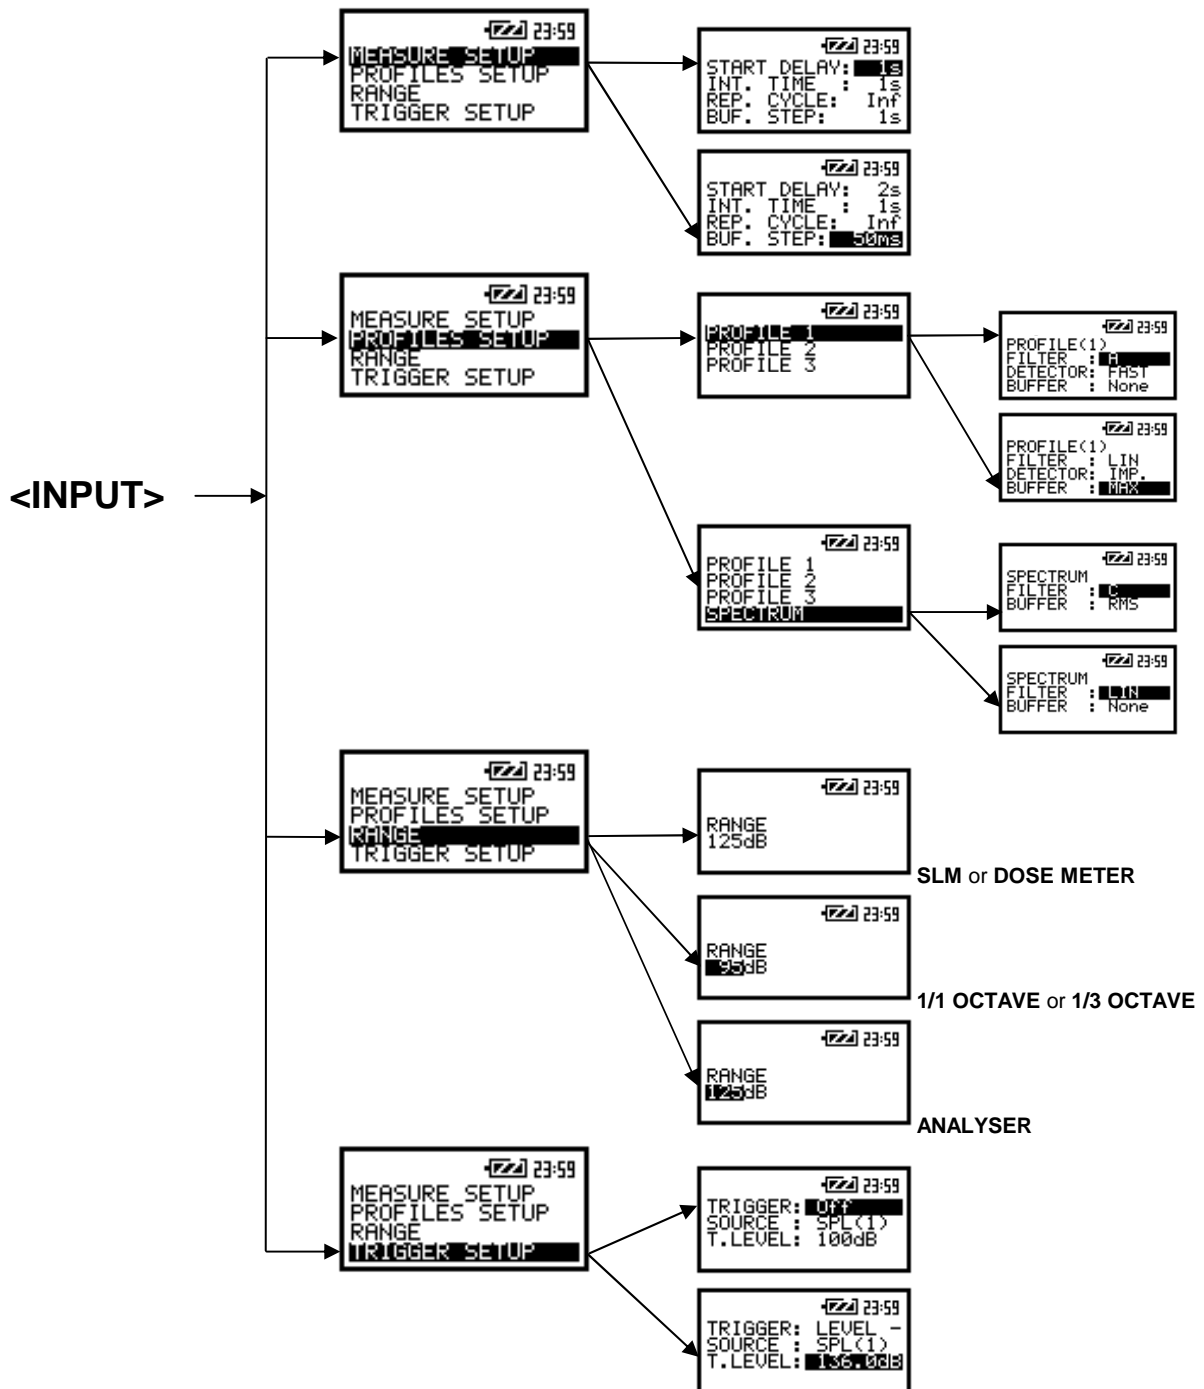 <INPUT>
23:59
MEASURE SETUP
PROFILES SETUP
RANGE
TRIGGER SETUP
23:59
START DELAY: 1s
INT. TIME : 1s
REP. CYCLE: Inf
BUF. STEP: 1s
23:59
START DELAY: 2s
INT. TIME : 1s
REP. CYCLE: Inf
BUF. STEP: 50ms
23:59
MEASURE SETUP
PROFILES SETUP
RANGE
TRIGGER SETUP
23:59
PROFILE 1
PROFILE 2
PROFILE 3
23:59
PROFILE(1)
FILTER : A
DETECTOR: FAST
BUFFER : None
23:59
PROFILE(1)
FILTER : LIN
DETECTOR: IMP.
BUFFER : MAX
23:59
PROFILE 1
PROFILE 2
PROFILE 3
SPECTRUM
23:59
SPECTRUM
FILTER : C
BUFFER : RMS
23:59
SPECTRUM
FILTER : LIN
BUFFER : None
23:59
MEASURE SETUP
PROFILES SETUP
RANGE
TRIGGER SETUP
23:59
RANGE
125dB
SLM or DOSE METER
23:59
RANGE
95dB
1/1 OCTAVE or 1/3 OCTAVE
23:59
RANGE
125dB
ANALYSER
23:59
MEASURE SETUP
PROFILES SETUP
RANGE
TRIGGER SETUP
23:59
TRIGGER: Off
SOURCE : SPL(1)
T.LEVEL: 100dB
23:59
TRIGGER: LEVEL -
SOURCE : SPL(1)
T.LEVEL: 136.0dB